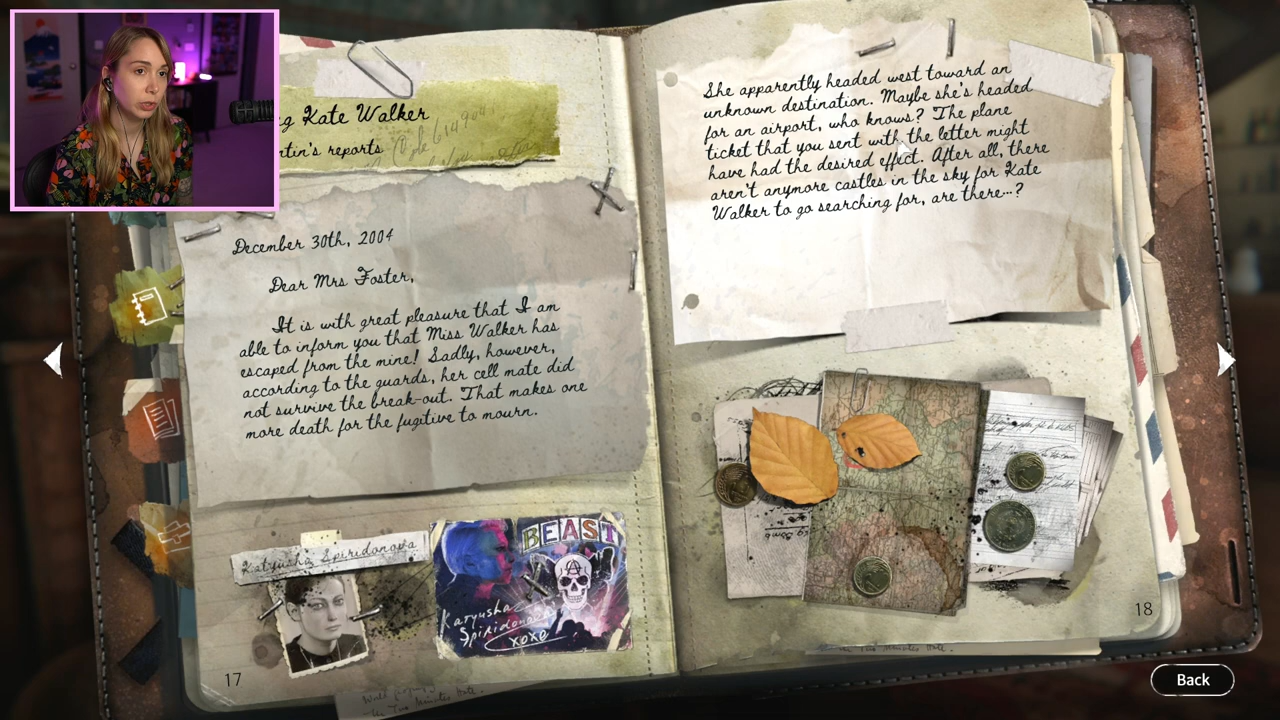 g Kate Walker
ntin's reports
December 30th, 2004
Dear Mrs Foster,
It is with great pleasure that I am
able to inform you that Miss Walker has
escaped from the mine! Sadly, however,
according to the guards, her cell mate did
not survive the break-out. That makes one
more death for the fugitive to mourn.
Katyusha Spiridonova
BEAST
Katyusha
Spiridonova
xoxo
17
She apparently headed west toward an
unknown destination. Maybe she's headed
for an airport, who knows? The plane
ticket that you sent with the letter might
have had the desired effect. After all, there
aren't anymore castles in the sky for Kate
Walker to go searching for, are there...?
18
Back